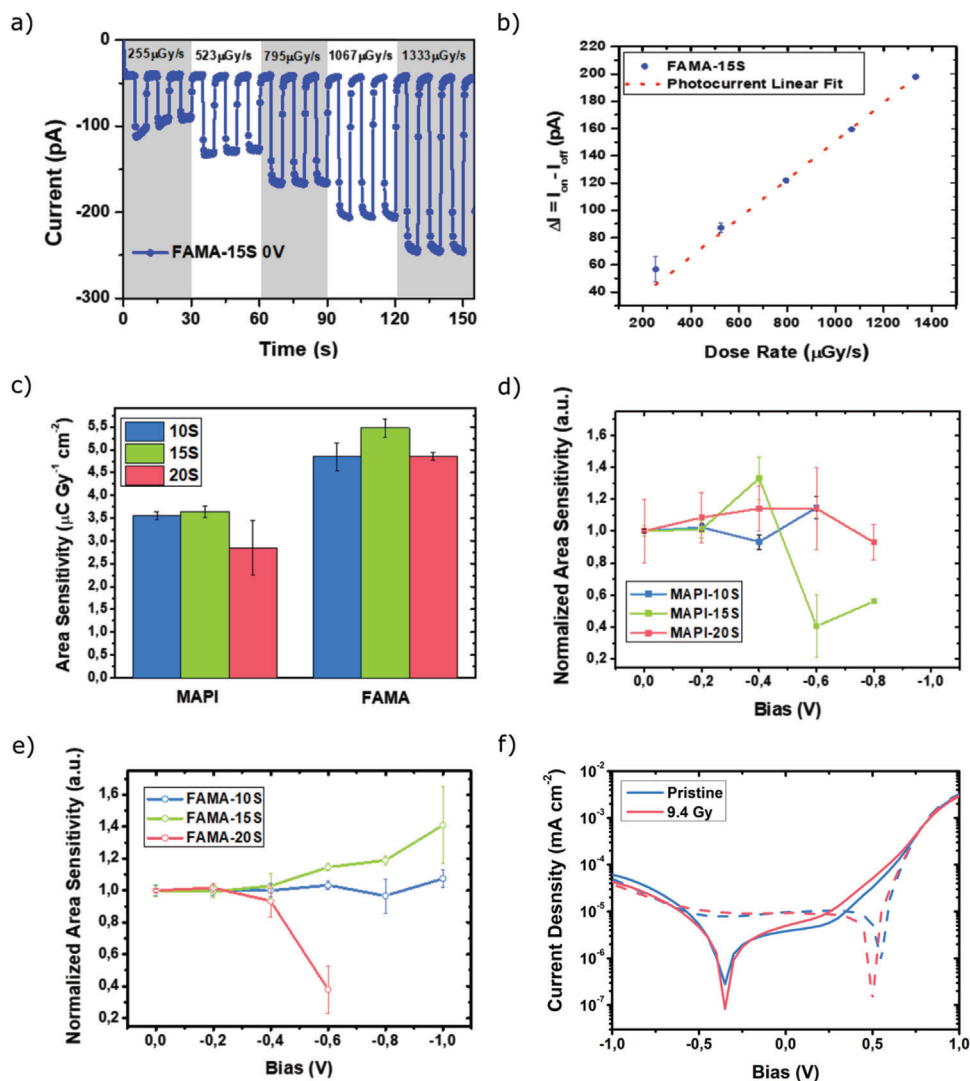 a)
255µGy/s 523µGy/s 795µGy/s 1067µGy/s 1333µGy/s
0
-100
-200
-300
Current (pA)
FAMA-15S 0V
0 30 60 90 120 150
Time (s)
b)
220
200
180
160
140
120
100
80
60
40
ΔI = Ion - Ioff (pA)
FAMA-15S
Photocurrent Linear Fit
200 400 600 800 1000 1200 1400
Dose Rate (µGy/s)
c)
5,5
5,0
4,5
4,0
3,5
3,0
2,5
2,0
1,5
1,0
0,5
0,0
Area Sensitivity (µC Gy-1 cm-2)
10S
15S
20S
MAPI FAMA
d)
1,6
1,4
1,2
1,0
0,8
0,6
0,4
0,2
Normalized Area Sensitivity (a.u.)
MAPI-10S
MAPI-15S
MAPI-20S
0,0 -0,2 -0,4 -0,6 -0,8 -1,0
Bias (V)
e)
1,6
1,4
1,2
1,0
0,8
0,6
0,4
0,2
Normalized Area Sensitivity (a.u.)
FAMA-10S
FAMA-15S
FAMA-20S
0,0 -0,2 -0,4 -0,6 -0,8 -1,0
Bias (V)
f)
10-2
10-3
10-4
10-5
10-6
10-7
Current Desnity (mA cm-2)
Pristine
9.4 Gy
-1,0 -0,5 0,0 0,5 1,0
Bias (V)